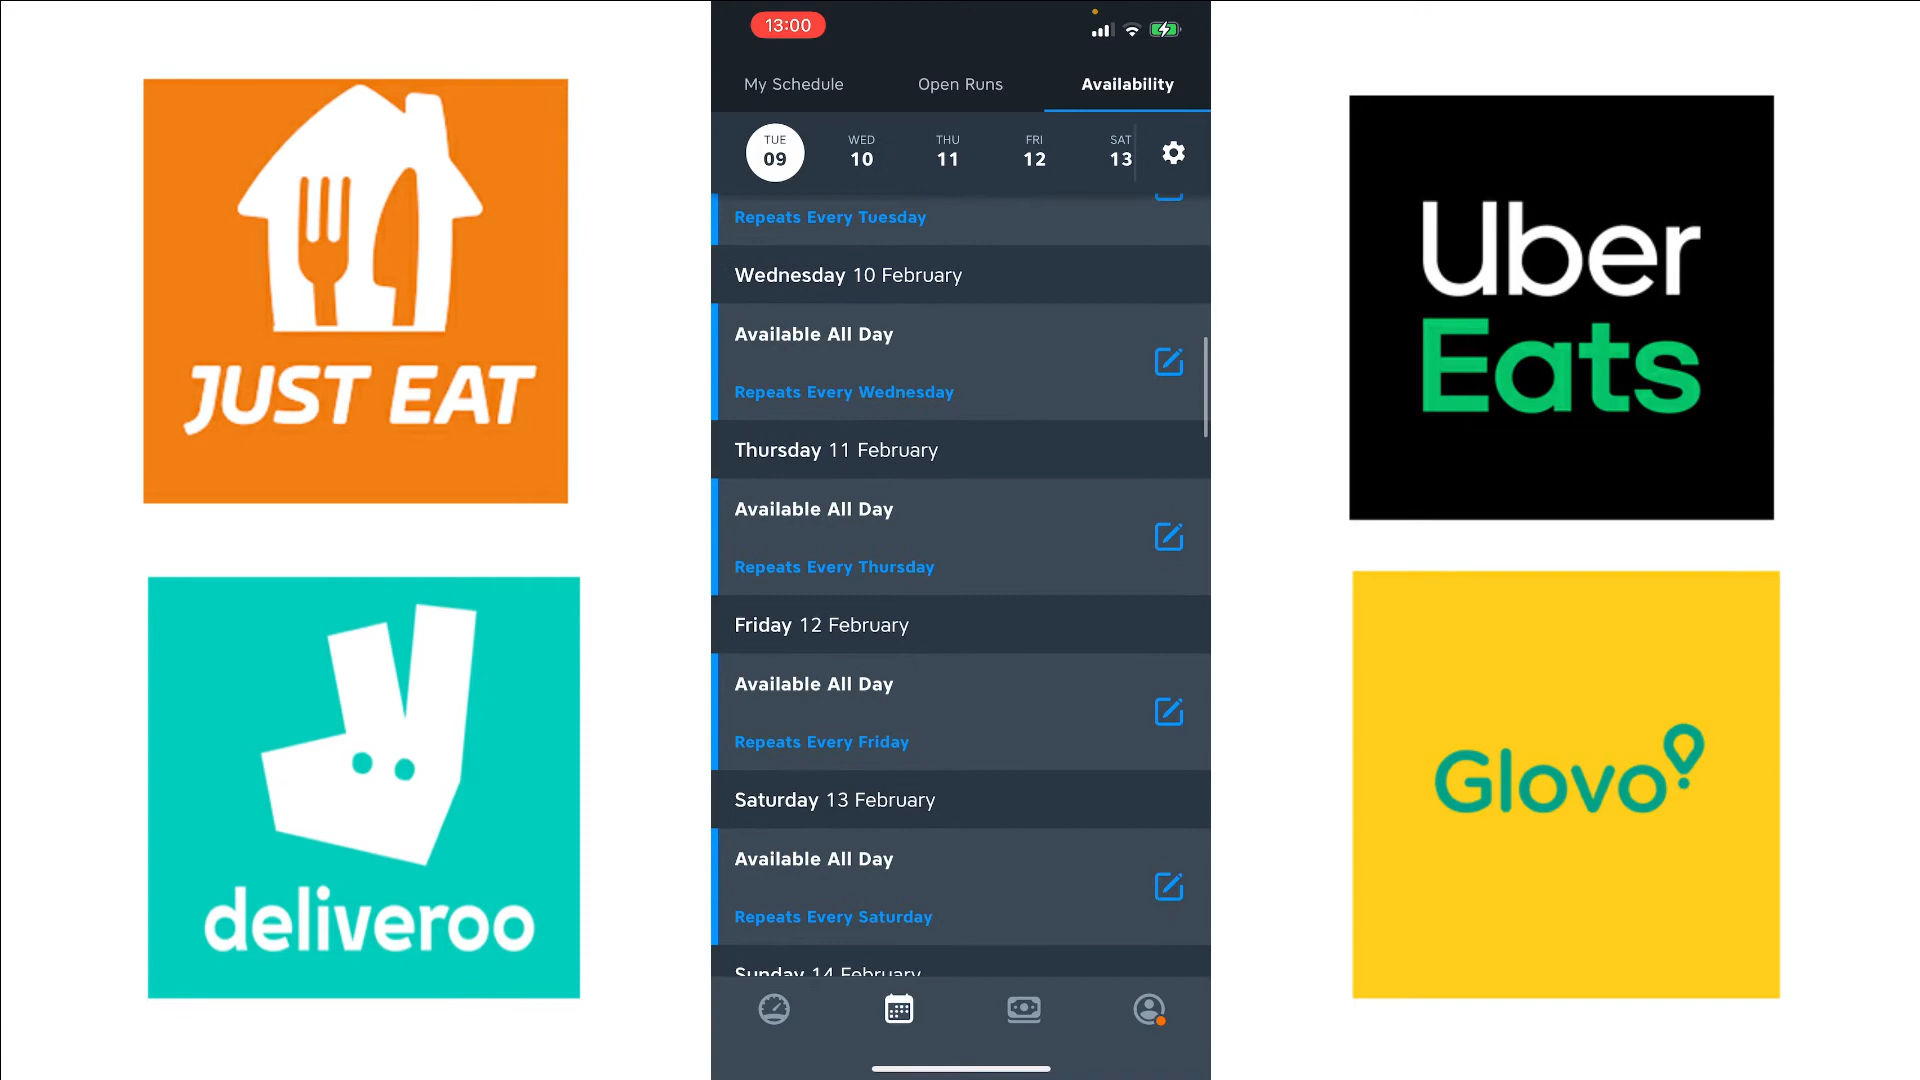 JUST EAT
deliveroo
13:00
My Schedule
Open Runs
Availability
TUE
09
WED
10
THU
11
FRI
12
SAT
13
Repeats Every Tuesday
Wednesday 10 February
Available All Day
Repeats Every Wednesday
Thursday 11 February
Available All Day
Repeats Every Thursday
Friday 12 February
Available All Day
Repeats Every Friday
Saturday 13 February
Available All Day
Repeats Every Saturday
Sunday 14 February
Uber
Eats
Glovo